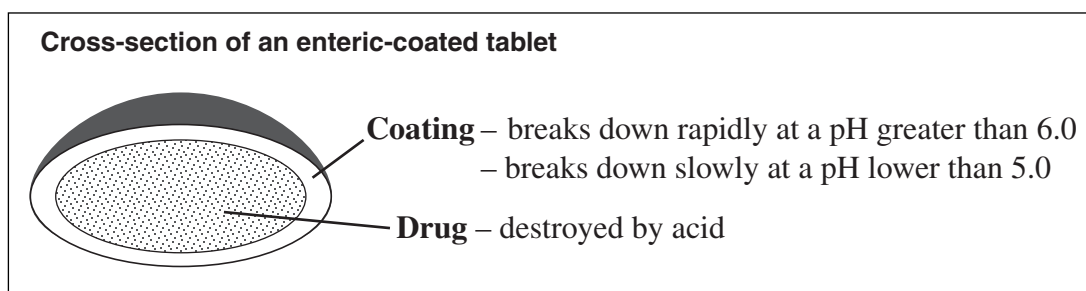 Cross-section of an enteric-coated tablet
Coating – breaks down rapidly at a pH greater than 6.0
– breaks down slowly at a pH lower than 5.0
Drug – destroyed by acid